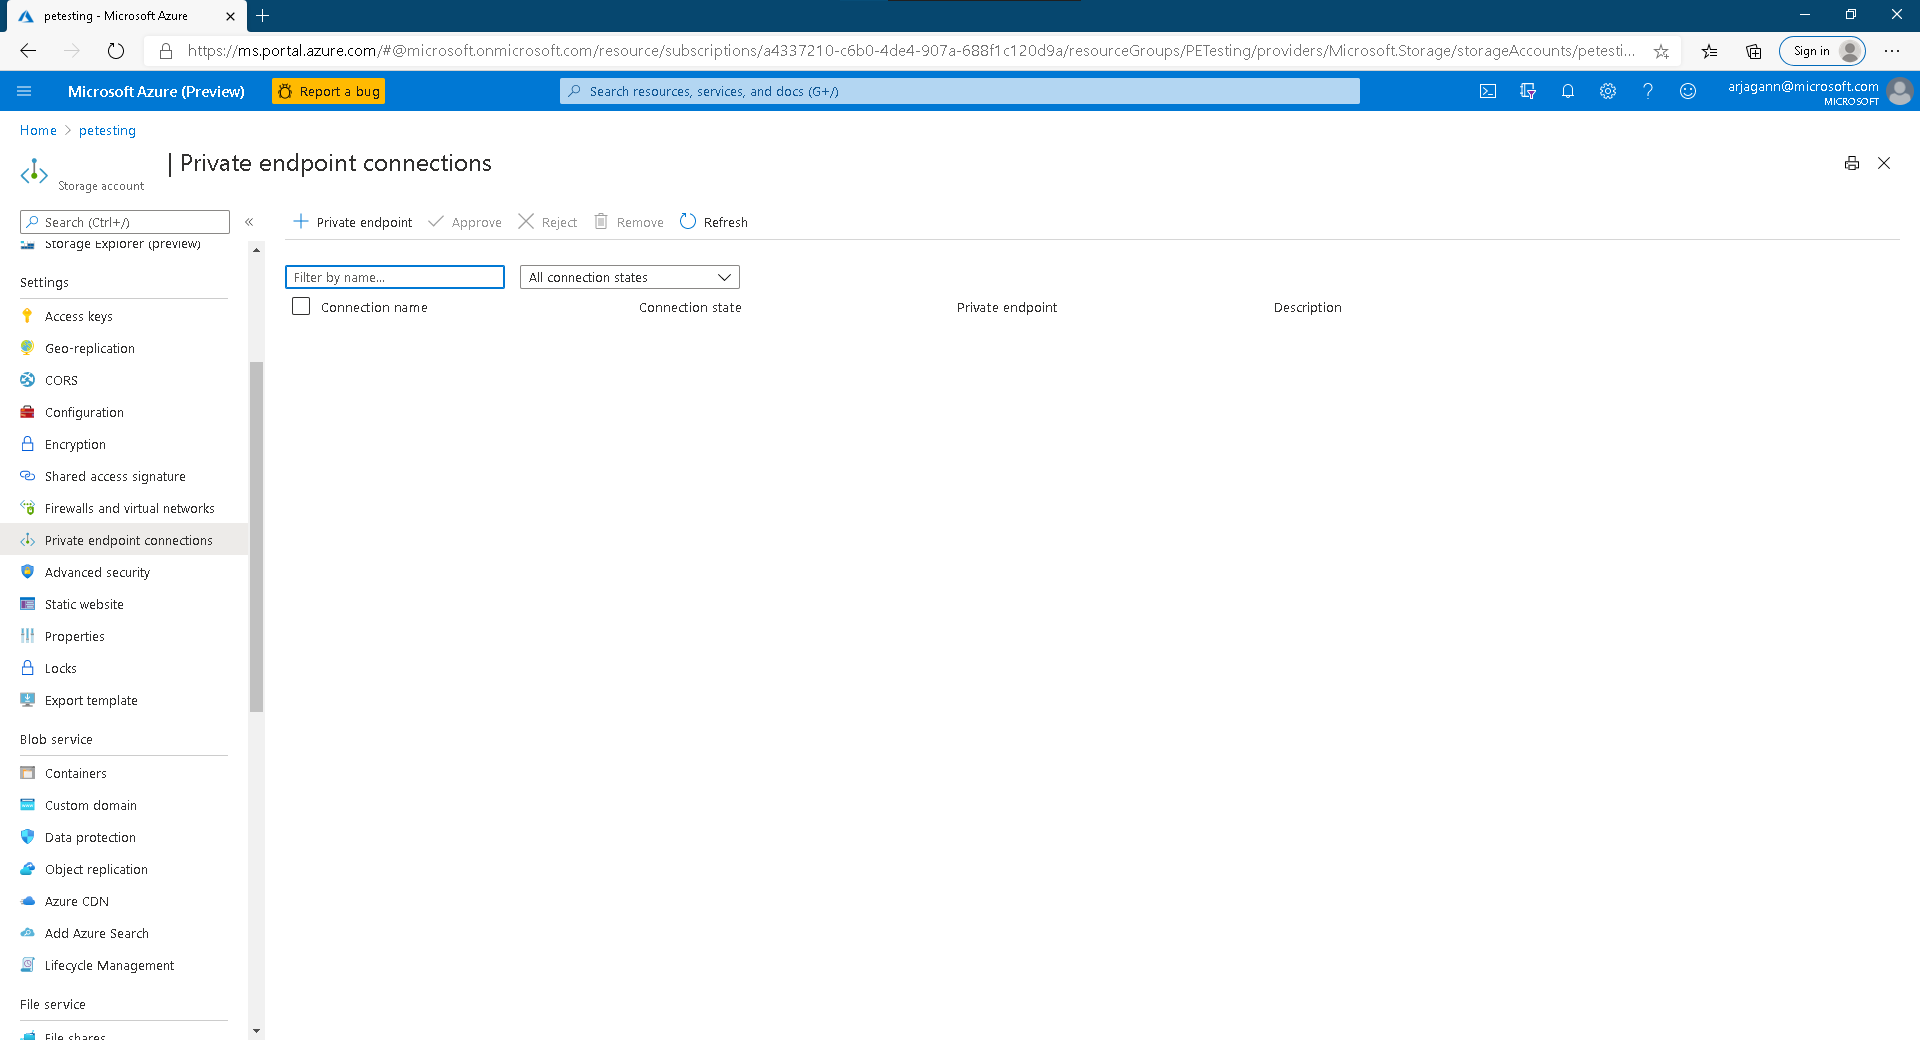 petesting - Microsoft Azure
https://ms.portal.azure.com/#@microsoft.onmicrosoft.com/resource/subscriptions/a4337210-c6b0-4de4-907a-688f1c120d9a/resourceGroups/PETesting/providers/Microsoft.Storage/storageAccounts/petesti...
Sign in
Microsoft Azure (Preview)
Report a bug
Search resources, services, and docs (G+/)
arjagann@microsoft.com
MICROSOFT
Home
petesting
| Private endpoint connections
Storage account
Search (Ctrl+/)
«
Private endpoint
Approve
Reject
Remove
Refresh
Storage Explorer (preview)
Filter by name...
All connection states
Connection name
Connection state
Private endpoint
Description
Settings
Access keys
Geo-replication
CORS
Configuration
Encryption
Shared access signature
Firewalls and virtual networks
Private endpoint connections
Advanced security
Static website
Properties
Locks
Export template
Blob service
Containers
Custom domain
Data protection
Object replication
Azure CDN
Add Azure Search
Lifecycle Management
File service
File shares